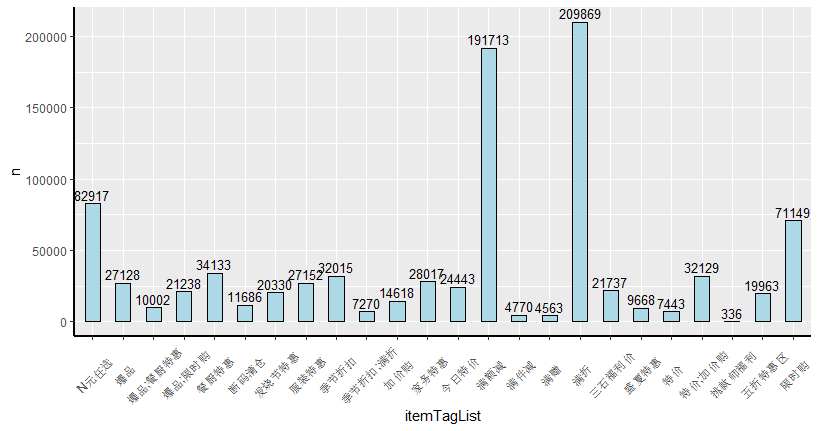 n
200000
150000
100000
50000
0
82917
27128
10002
21238
34133
11686
20330
27152
32015
7270
14618
28017
24443
191713
4770
4563
209869
21737
9668
7443
32129
336
19963
71149
N元任选
爆品
爆品;餐厨特惠
爆品;限时购
餐厨特惠
断码清仓
发烧节特惠
服装特惠
季节折扣
季节折扣;满折
加价购
家务特惠
今日特价
满额减
满件减
满赠
满折
三石福利价
盛夏特惠
特价
特价;加价购
挑款师福利
五折特惠区
限时购
itemTagList